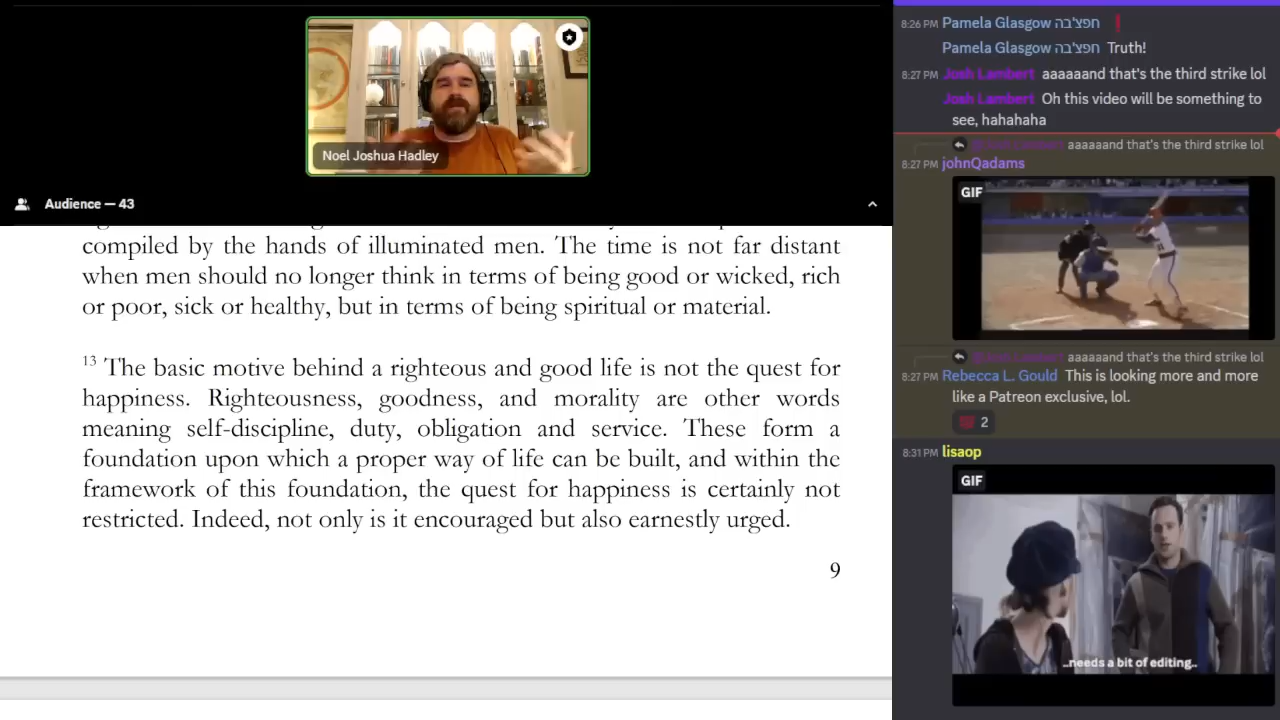 Noel Joshua Hadley
Audience — 43
compiled by the hands of illuminated men. The time is not far distant
when men should no longer think in terms of being good or wicked, rich
or poor, sick or healthy, but in terms of being spiritual or material.
13 The basic motive behind a righteous and good life is not the quest for
happiness. Righteousness, goodness, and morality are other words
meaning self-discipline, duty, obligation and service. These form a
foundation upon which a proper way of life can be built, and within the
framework of this foundation, the quest for happiness is certainly not
restricted. Indeed, not only is it encouraged but also earnestly urged.
9
8:26 PM Pamela Glasgow חפצ'בה
Pamela Glasgow חפצ'בה Truth!
8:27 PM Josh Lambert aaaaaand that's the third strike lol
Josh Lambert Oh this video will be something to
see, hahahaha
@Josh Lambert aaaaaand that's the third strike lol
8:27 PM johnQadams
GIF
@Josh Lambert aaaaaand that's the third strike lol
8:27 PM Rebecca L. Gould This is looking more and more
like a Patreon exclusive, lol.
2
8:31 PM lisaop
GIF
..needs a bit of editing..